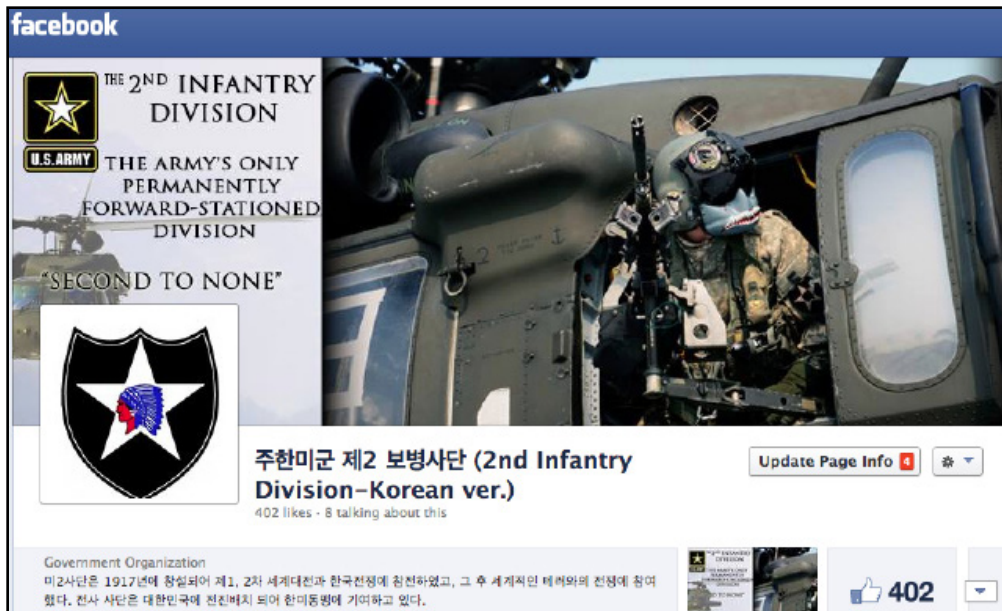 facebook
THE 2ND INFANTRY
DIVISION
U.S.ARMY
THE ARMY'S ONLY
PERMANENTLY
FORWARD-STATIONED
DIVISION
"SECOND TO NONE"
주한미군 제2 보병사단 (2nd Infantry
Division-Korean ver.)
402 likes · 8 talking about this
Update Page Info 4
Government Organization
미2사단은 1917년에 창설되어 제1, 2차 세계대전과 한국전쟁에 참전하였고, 그 후 세계적인 테러와의 전쟁에 참여
했다. 전사 사단은 대한민국에 전진배치 되어 한미동맹에 기여하고 있다.
402